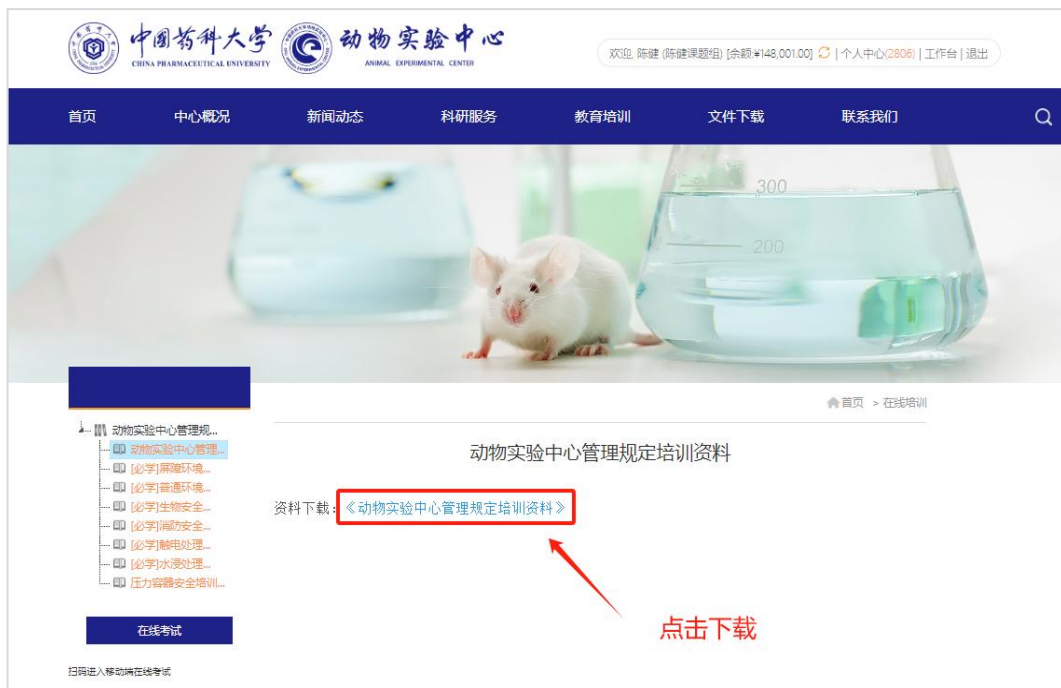 中国药科大学
CHINA PHARMACEUTICAL UNIVERSITY
动物实验中心
ANIMAL EXPERIMENTAL CENTER
欢迎, 陈健 (陈健课题组) [余额:¥148,001.00] | 个人中心(2806) | 工作台 | 退出
首页 中心概况 新闻动态 科研服务 教育培训 文件下载 联系我们
300
200
首页 > 在线培训
动物实验中心管理规...
动物实验中心管理...
[必学]屏障环境...
[必学]普通环境...
[必学]生物安全...
[必学]消防安全...
[必学]触电处理...
[必学]水浸处理...
压力容器安全培训...
动物实验中心管理规定培训资料
资料下载：《动物实验中心管理规定培训资料》
点击下载
在线考试
扫码进入移动端在线考试